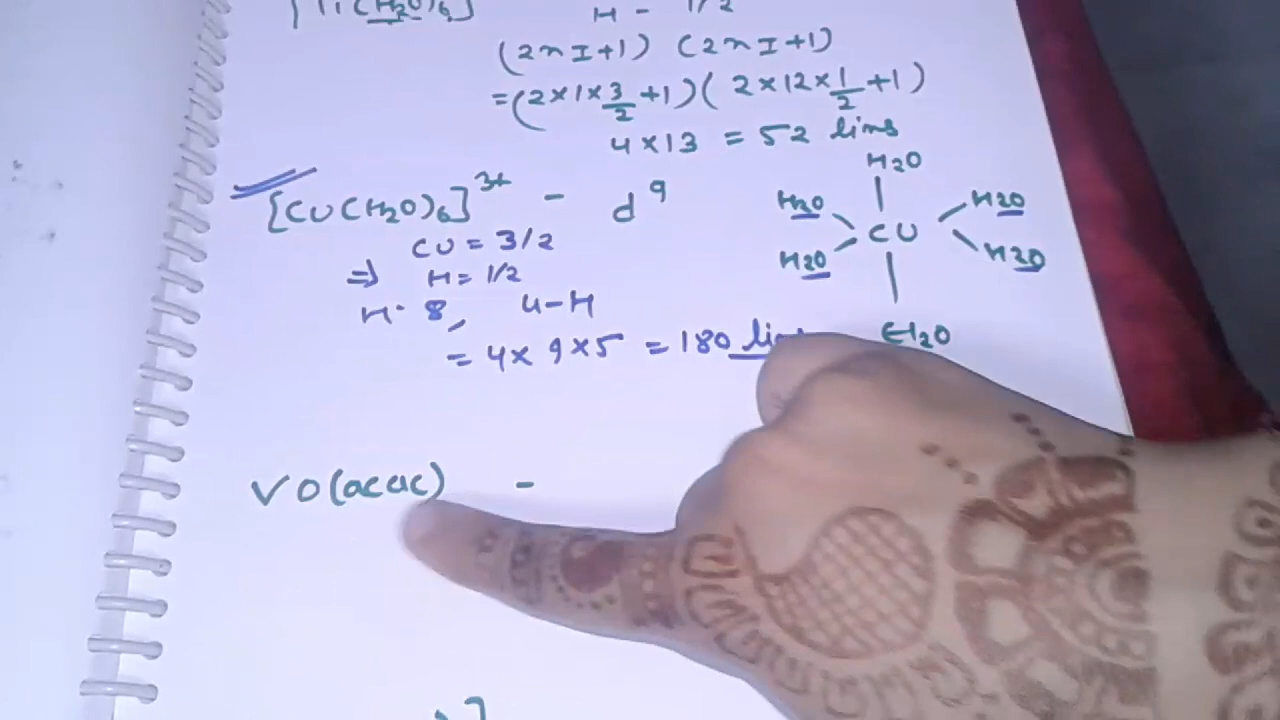 H - 1/2
(2nI+1) (2nI+1)
=(2×1×3/2+1)(2×12×1/2+1)
4×13 = 52 lins
[CU(H2O)6]3+ - d9
CU = 3/2
⇒ H = 1/2
H- 8, 4-H
= 4× 9×5 = 180
H2O
H2O H2O
CU
H2O H2O
H2O
VO(acac) -